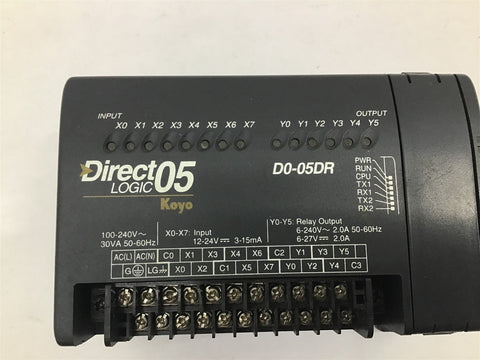 INPUT
OUTPUT
X0 X1 X2 X3 X4 X5 X6 X7 Y0 Y1 Y2 Y3 Y4 Y5
Direct
LOGIC
05
Koyo
D0-05DR
PWR
RUN
CPU
TX1
RX1
TX2
RX2
100-240V~
30VA 50-60Hz
X0-X7: Input
12-24V⎓ 3-15mA
Y0-Y5: Relay Output
6-240V~ 2.0A 50-60Hz
6-27V⎓ 2.0A
AC(L) AC(N) C0 X1 X3 X4 X6 C2 Y1 Y3 Y5
G LG X0 X2 C1 X5 X7 Y0 Y2 Y4 C3